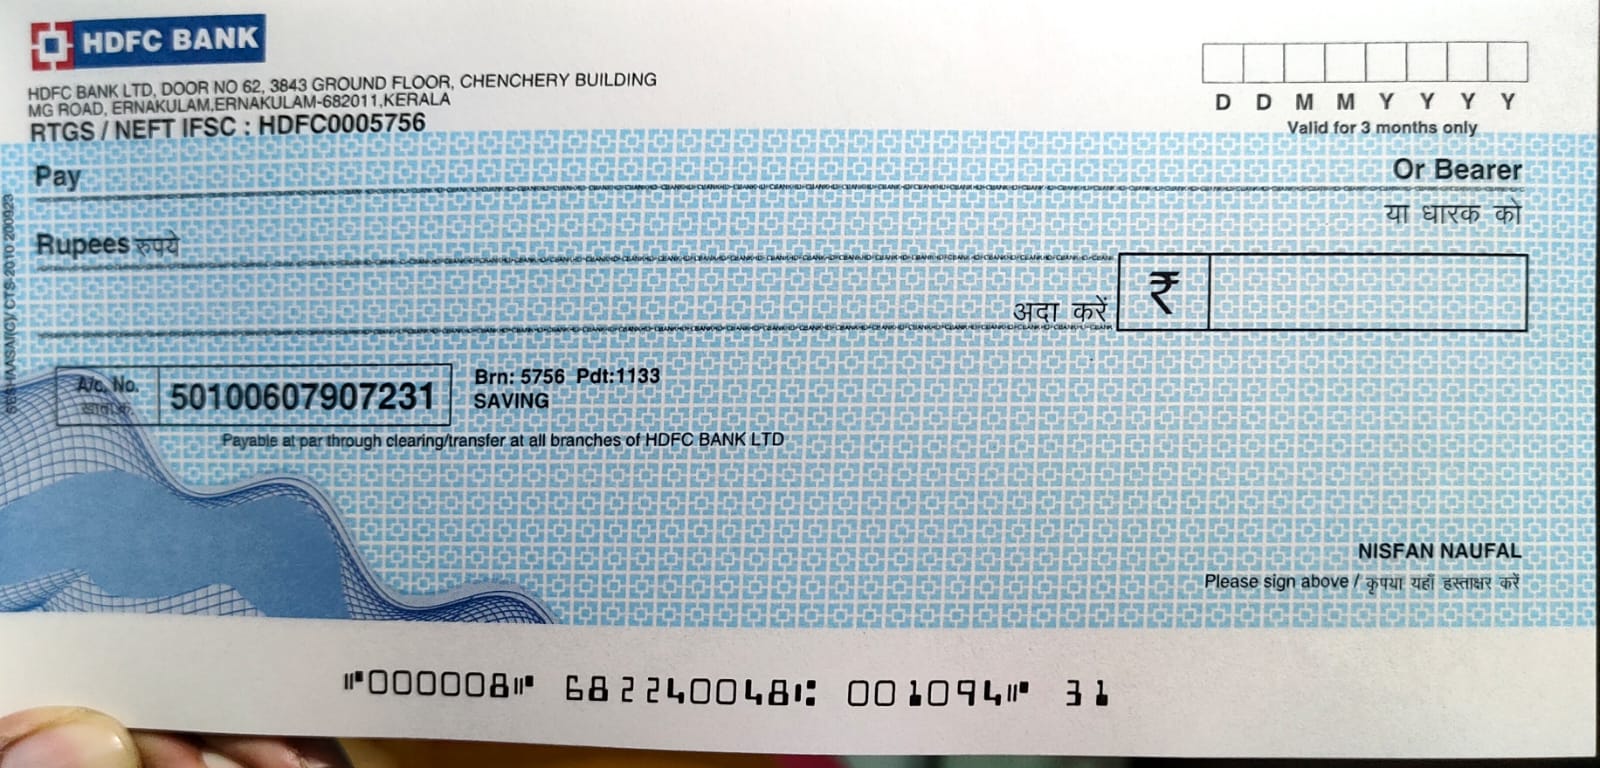 HDFC BANK
HDFC BANK LTD, DOOR NO 62, 3843 GROUND FLOOR, CHENCHERY BUILDING
MG ROAD, ERNAKULAM,ERNAKULAM-682011,KERALA
RTGS / NEFT IFSC : HDFC0005756
D D M M Y Y Y Y
Valid for 3 months only
Pay
Or Bearer
या धारक को
Rupees रुपये
अदा करें
₹
A/c. No.
खाता क्र.
50100607907231
Brn: 5756 Pdt:1133
SAVING
Payable at par through clearing/transfer at all branches of HDFC BANK LTD
NISFAN NAUFAL
Please sign above / कृपया यहाँ हस्ताक्षर करें
⑈000008⑈ 682240048⑆ 001094⑈ 31
CTS-2010 200923